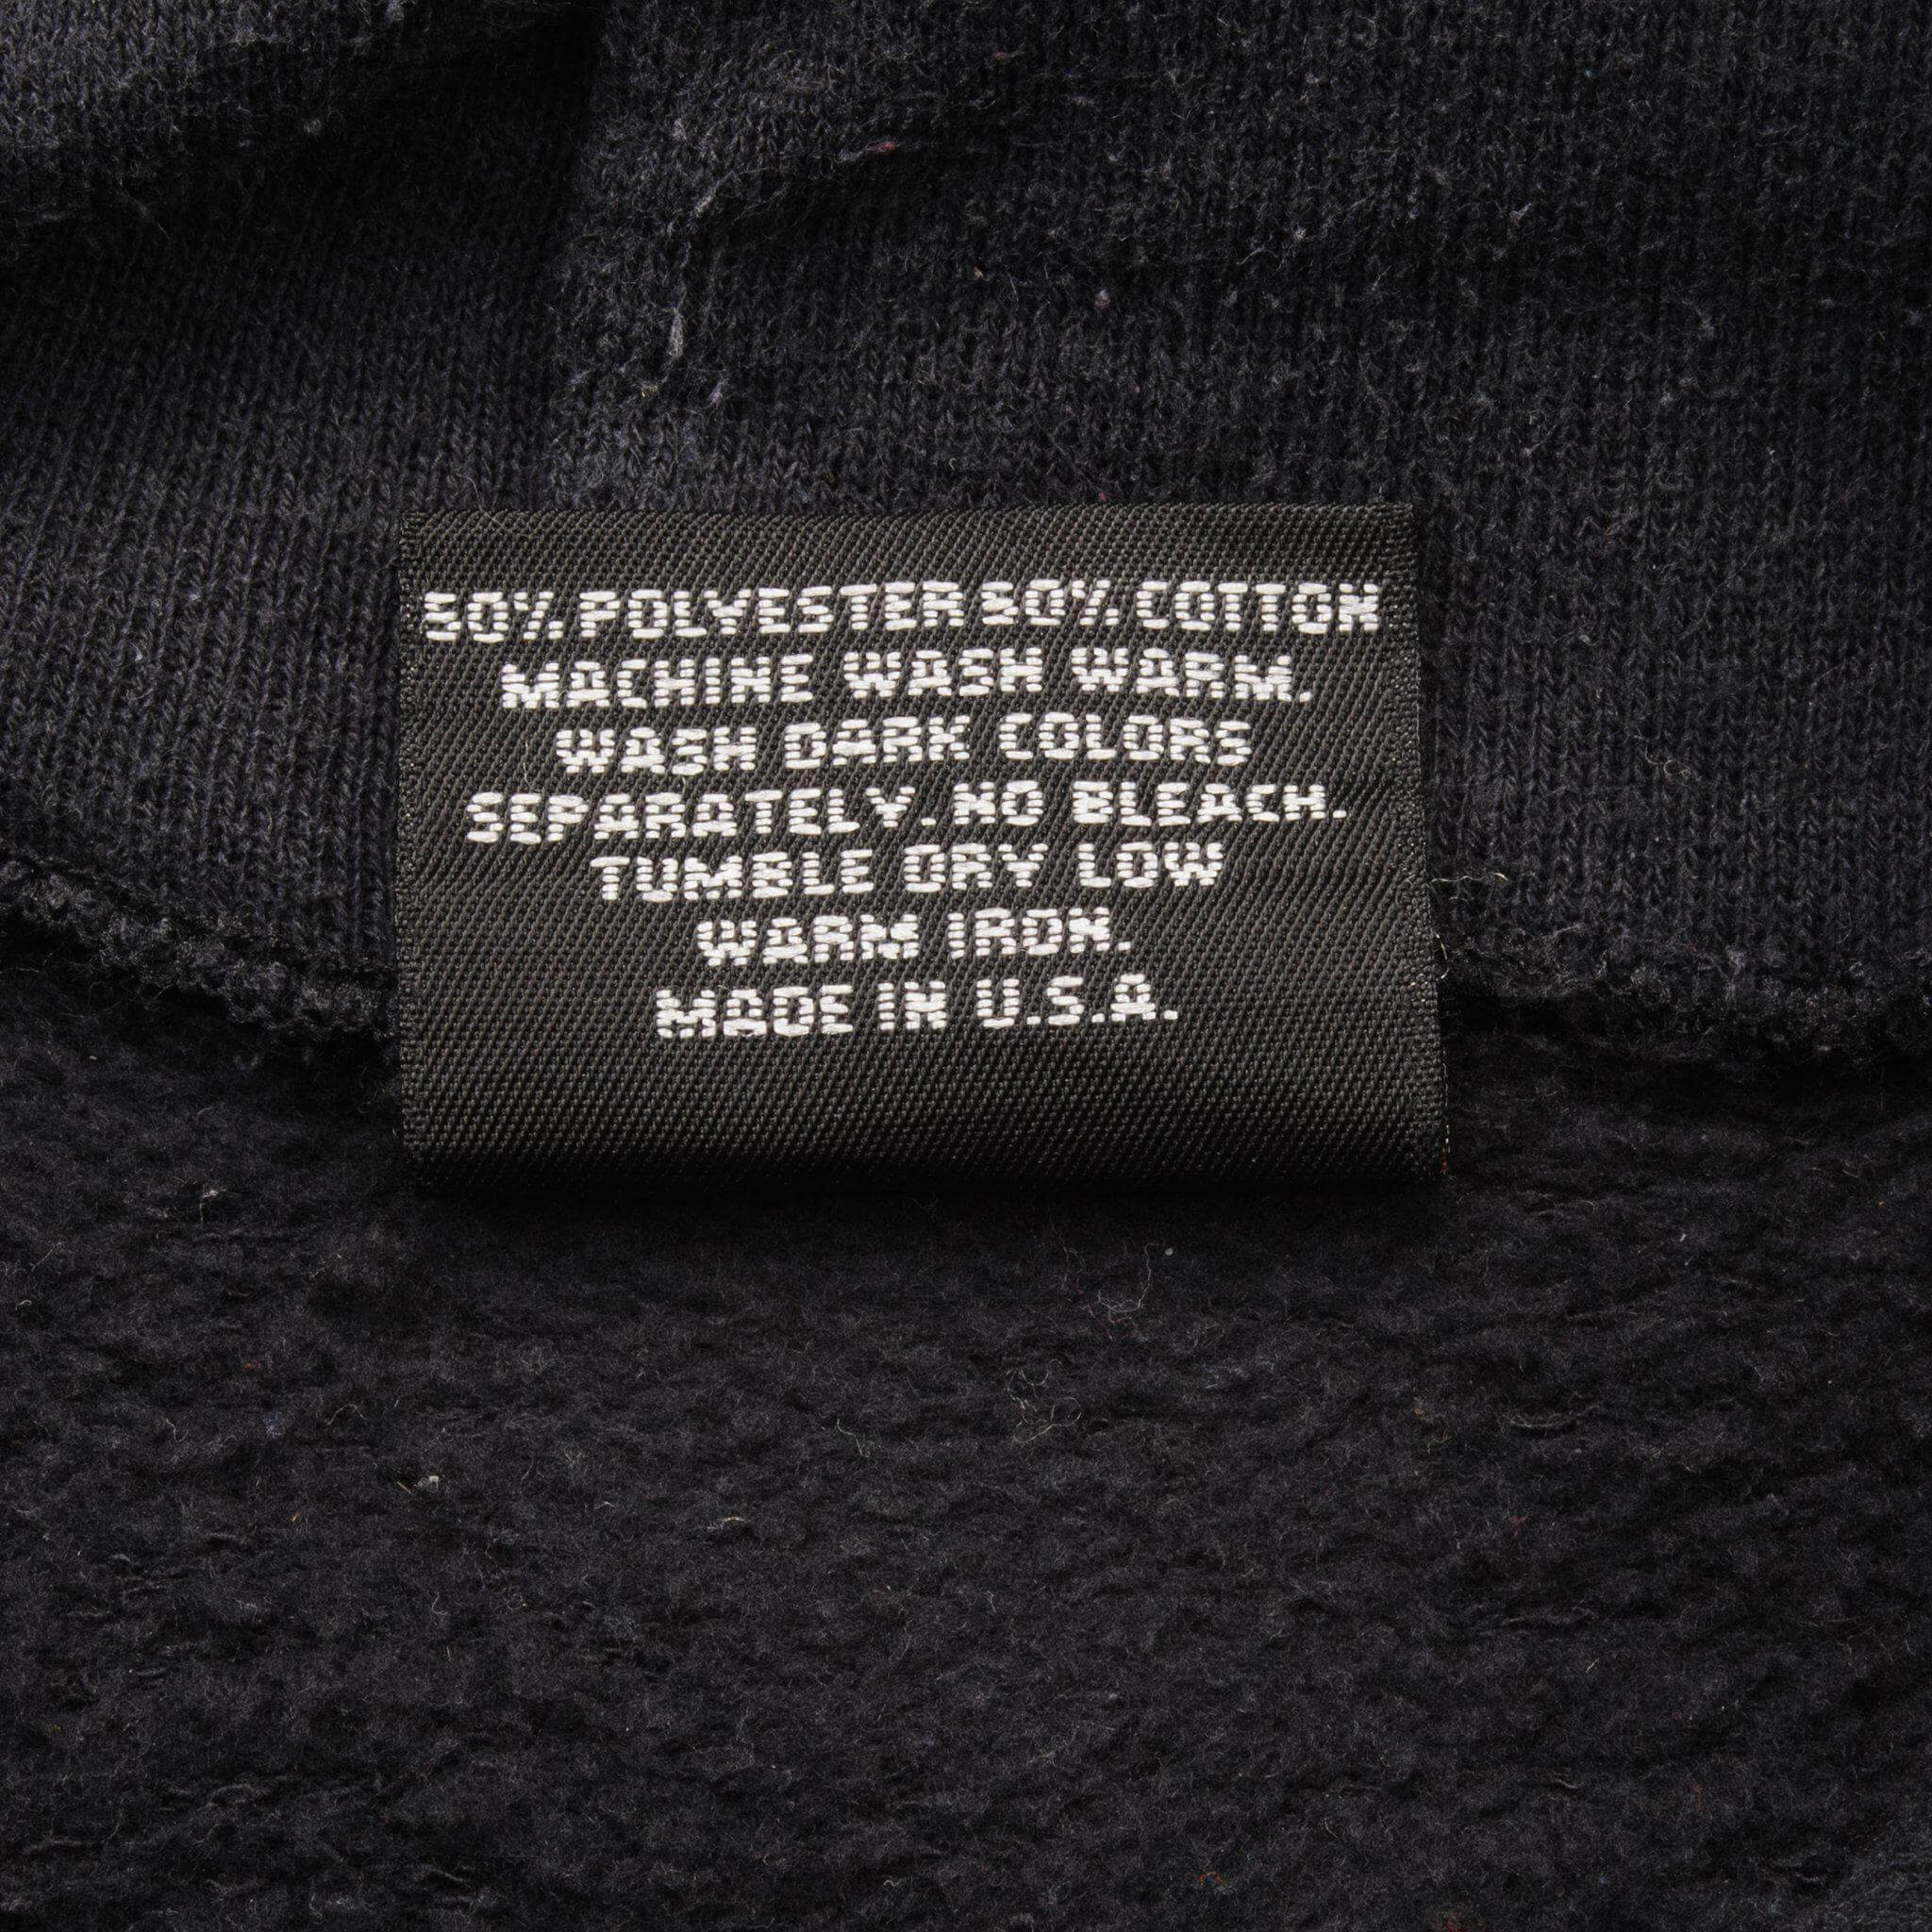 50% POLYESTER 50% COTTON
MACHINE WASH WARM.
WASH DARK COLORS
SEPARATELY. NO BLEACH.
TUMBLE DRY LOW
WARM IRON.
MADE IN U.S.A.